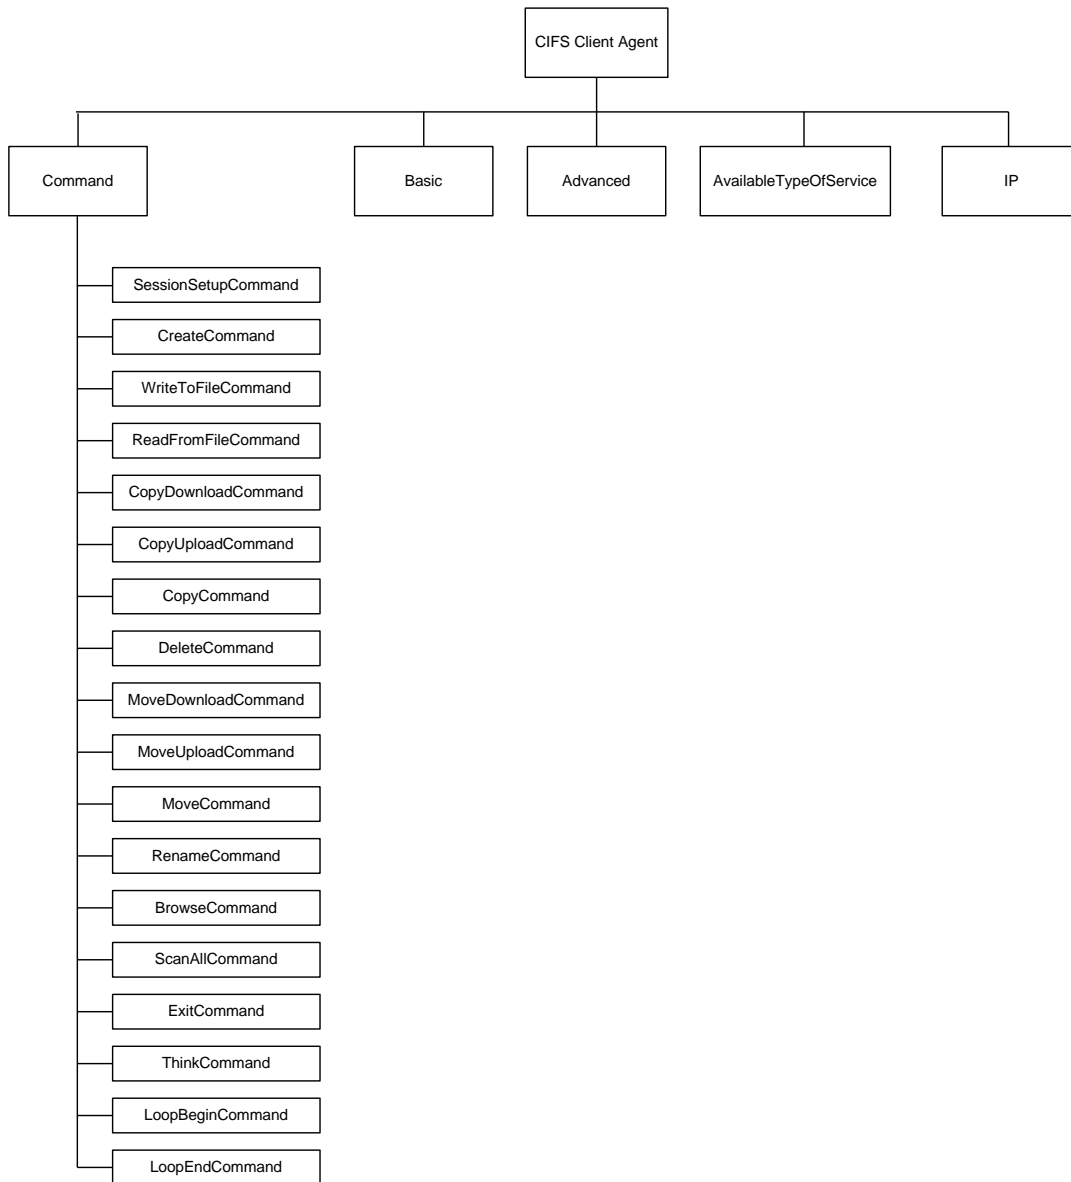 CIFS Client Agent
Command
Basic
Advanced
AvailableTypeOfService
IP
SessionSetupCommand
CreateCommand
WriteToFileCommand
ReadFromFileCommand
CopyDownloadCommand
CopyUploadCommand
CopyCommand
DeleteCommand
MoveDownloadCommand
MoveUploadCommand
MoveCommand
RenameCommand
BrowseCommand
ScanAllCommand
ExitCommand
ThinkCommand
LoopBeginCommand
LoopEndCommand